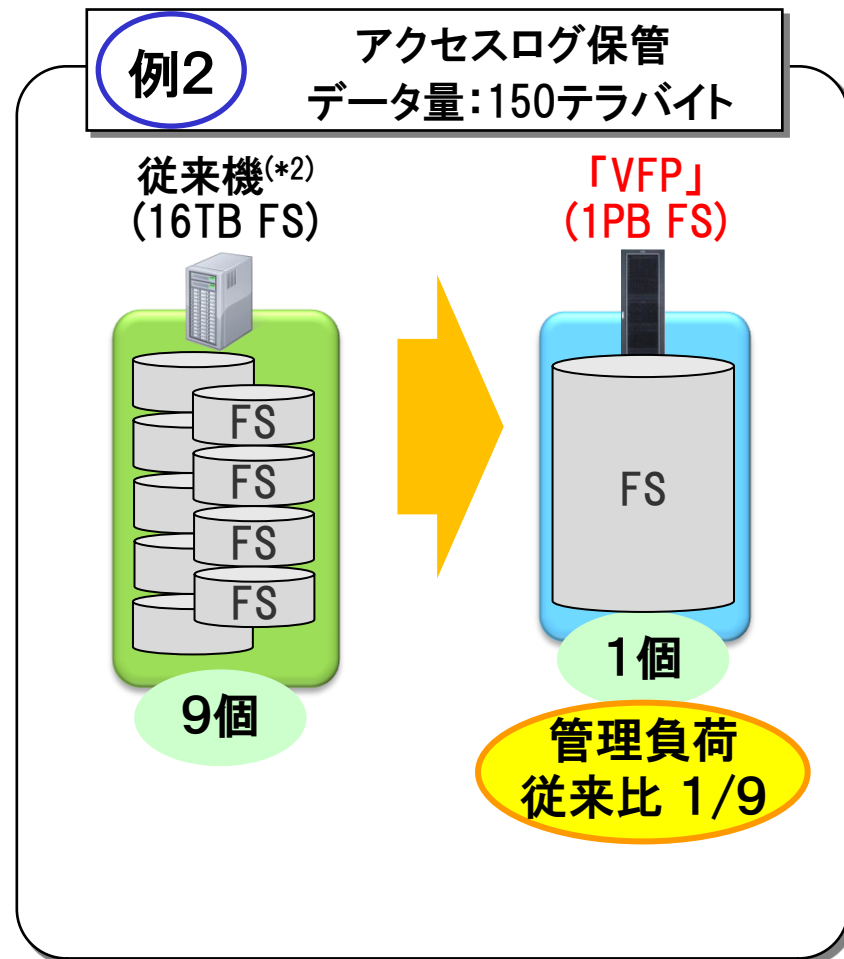 例2
アクセスログ保管
データ量:150テラバイト
従来機(*2)
(16TB FS)
「VFP」
(1PB FS)
FS
FS
FS
FS
FS
9個
1個
管理負荷
従来比 1/9